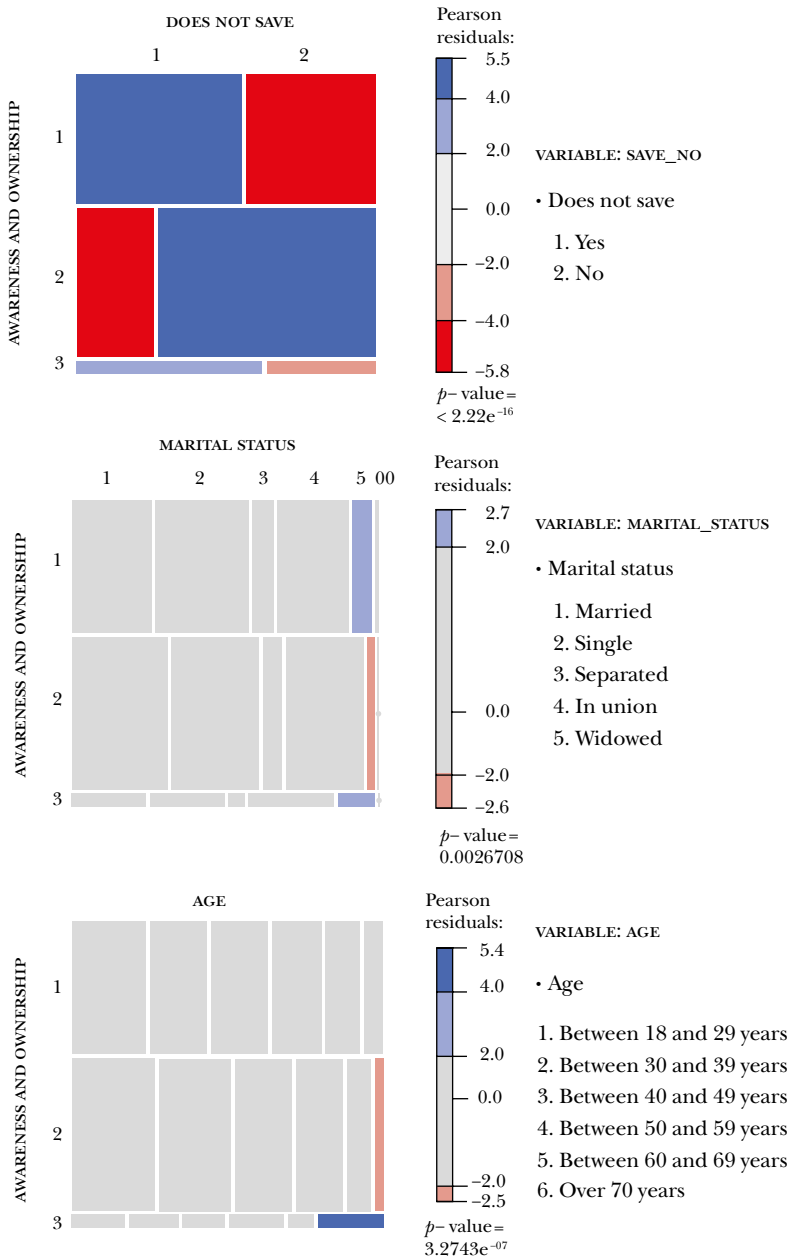 DOES NOT SAVE
1 2
AWARENESS AND OWNERSHIP
1
2
3
Pearson
residuals:
5.5
4.0
2.0
0.0
−2.0
−4.0
−5.8
p− value=
< 2.22e−16
VARIABLE: SAVE_NO
• Does not save
1. Yes
2. No
MARITAL STATUS
1 2 3 4 5 00
AWARENESS AND OWNERSHIP
1
2
3
Pearson
residuals:
2.7
2.0
0.0
−2.0
−2.6
p− value=
0.0026708
VARIABLE: MARITAL_STATUS
• Marital status
1. Married
2. Single
3. Separated
4. In union
5. Widowed
AGE
AWARENESS AND OWNERSHIP
1
2
3
Pearson
residuals:
5.4
4.0
2.0
0.0
−2.0
−2.5
p− value=
3.2743e−07
VARIABLE: AGE
• Age
1. Between 18 and 29 years
2. Between 30 and 39 years
3. Between 40 and 49 years
4. Between 50 and 59 years
5. Between 60 and 69 years
6. Over 70 years